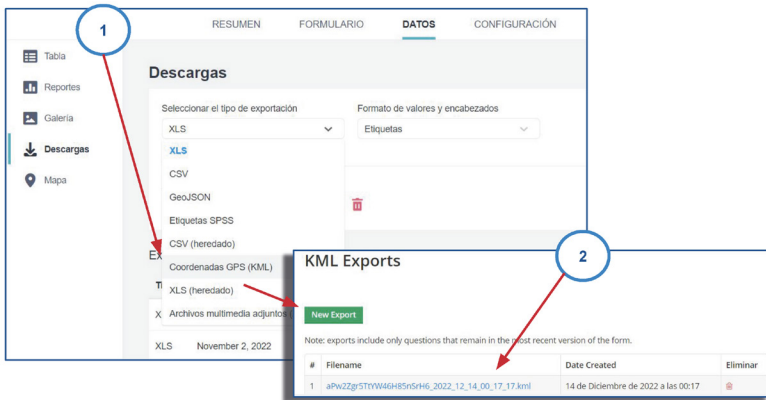 1
RESUMEN FORMULARIO DATOS CONFIGURACIÓN
Tabla
Reportes
Galería
Descargas
Mapa
Descargas
Seleccionar el tipo de exportación Formato de valores y encabezados
XLS Etiquetas
XLS
CSV
GeoJSON
Etiquetas SPSS
CSV (heredado)
Ex
Coordenadas GPS (KML)
XLS (heredado)
X Archivos multimedia adjuntos (
XLS November 2, 2022
2
KML Exports
New Export
Note: exports include only questions that remain in the most recent version of the form.
# Filename Date Created Eliminar
1 aPw2Zgr5TtYW46H85nSrH6_2022_12_14_00_17_17.kml 14 de Diciembre de 2022 a las 00:17